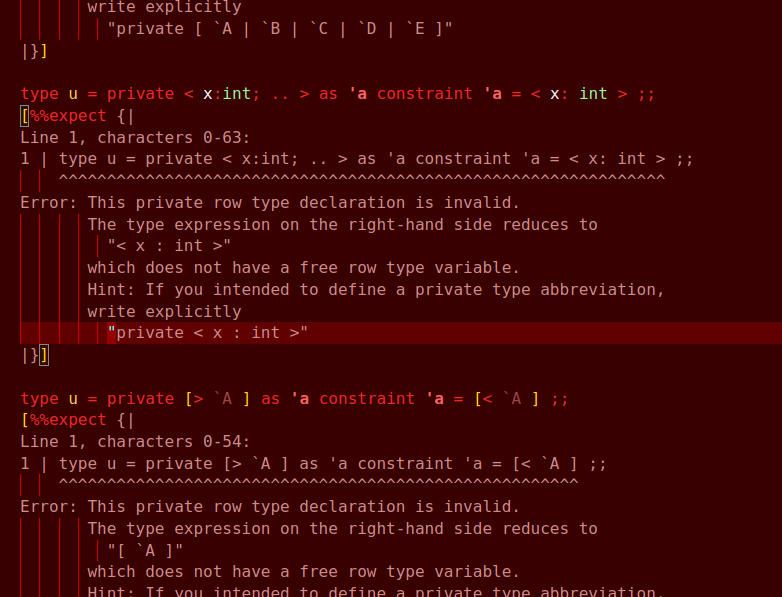 write explicitly
"private [ `A | `B | `C | `D | `E ]"
|}]
type u = private < x:int; .. > as 'a constraint 'a = < x: int > ;;
[%%expect {|
Line 1, characters 0-63:
1 | type u = private < x:int; .. > as 'a constraint 'a = < x: int > ;;
^^^^^^^^^^^^^^^^^^^^^^^^^^^^^^^^^^^^^^^^^^^^^^^^^^^^^^^^^^^^^^^
Error: This private row type declaration is invalid.
The type expression on the right-hand side reduces to
"< x : int >"
which does not have a free row type variable.
Hint: If you intended to define a private type abbreviation,
write explicitly
"private < x : int >"
|}]
type u = private [> `A ] as 'a constraint 'a = [< `A ] ;;
[%%expect {|
Line 1, characters 0-54:
1 | type u = private [> `A ] as 'a constraint 'a = [< `A ] ;;
^^^^^^^^^^^^^^^^^^^^^^^^^^^^^^^^^^^^^^^^^^^^^^^^^^^^^^
Error: This private row type declaration is invalid.
The type expression on the right-hand side reduces to
"[ `A ]"
which does not have a free row type variable.
Hint: If you intended to define a private type abbreviation,